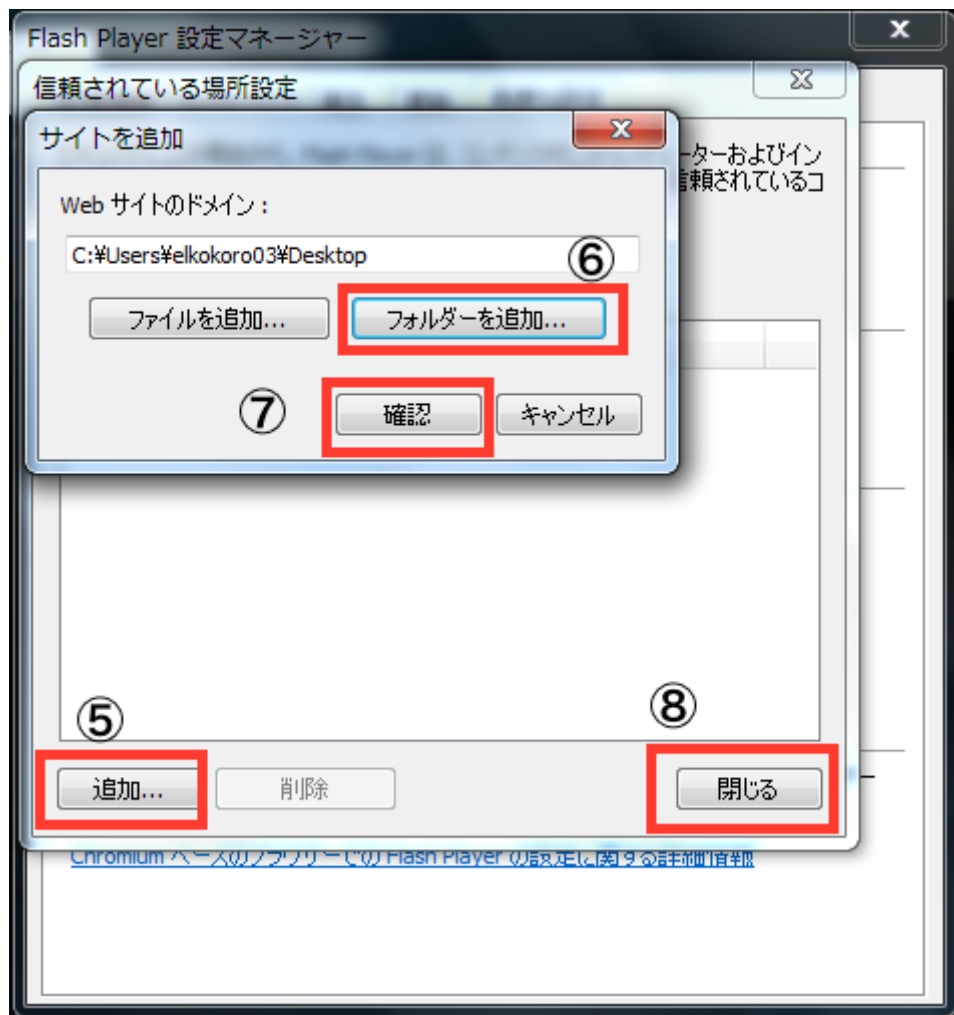 Flash Player 設定マネージャー
信頼されている場所設定
サイトを追加
ーターおよびイン
信頼されているコ
Web サイトのドメイン：
C:¥Users¥elkokoro03¥Desktop
⑥
ファイルを追加...
フォルダーを追加...
⑦
確認
キャンセル
⑤
⑧
追加...
削除
閉じる
Chromium ベースのブラウザーでの Flash Player の設定に関する詳細情報